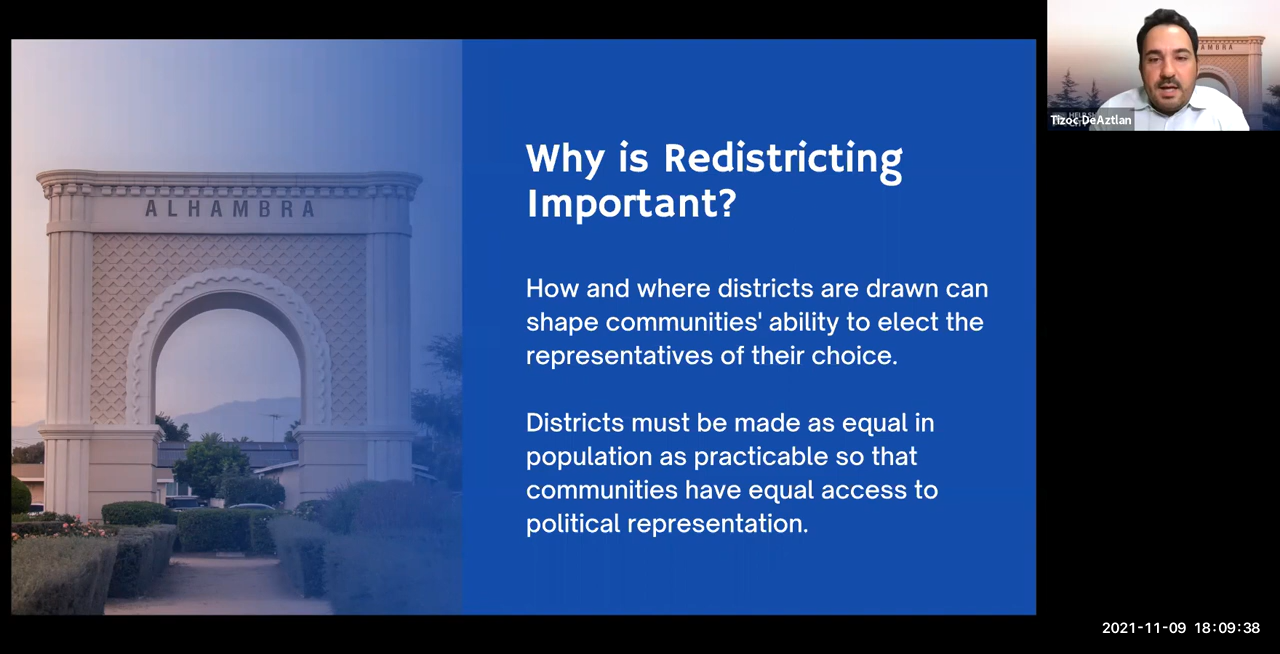 ALHAMBRA
Why is Redistricting
Important?
How and where districts are drawn can
shape communities' ability to elect the
representatives of their choice.
Districts must be made as equal in
population as practicable so that
communities have equal access to
political representation.
Tizoc DeAztlan
2021-11-09 18:09:38